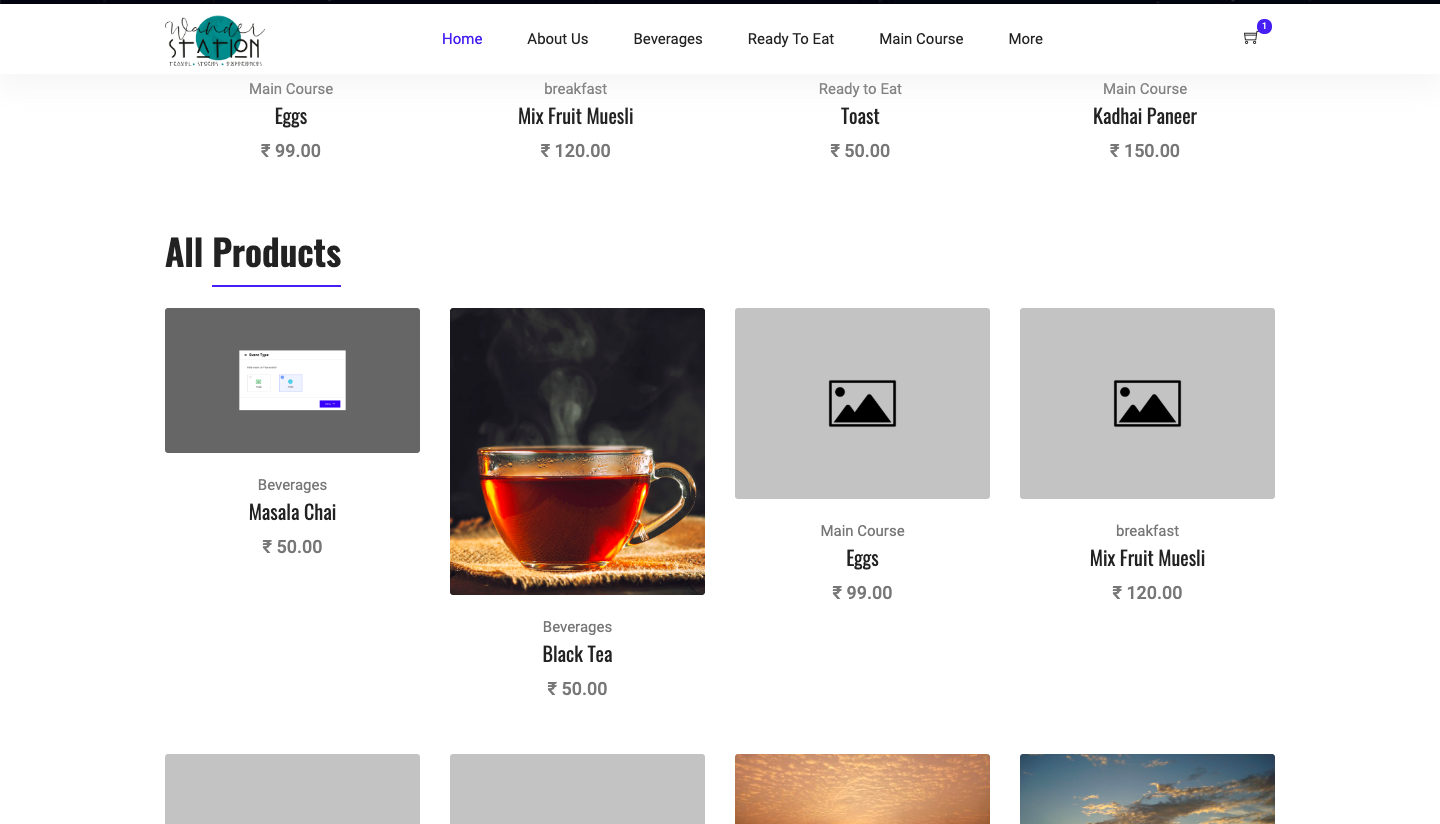 Wander
STATION
Home
About Us
Beverages
Ready To Eat
Main Course
More
1
Main Course
Eggs
₹ 99.00
breakfast
Mix Fruit Muesli
₹ 120.00
Ready to Eat
Toast
₹ 50.00
Main Course
Kadhai Paneer
₹ 150.00
All Products
Event Type
Beverages
Masala Chai
₹ 50.00
Beverages
Black Tea
₹ 50.00
Main Course
Eggs
₹ 99.00
breakfast
Mix Fruit Muesli
₹ 120.00